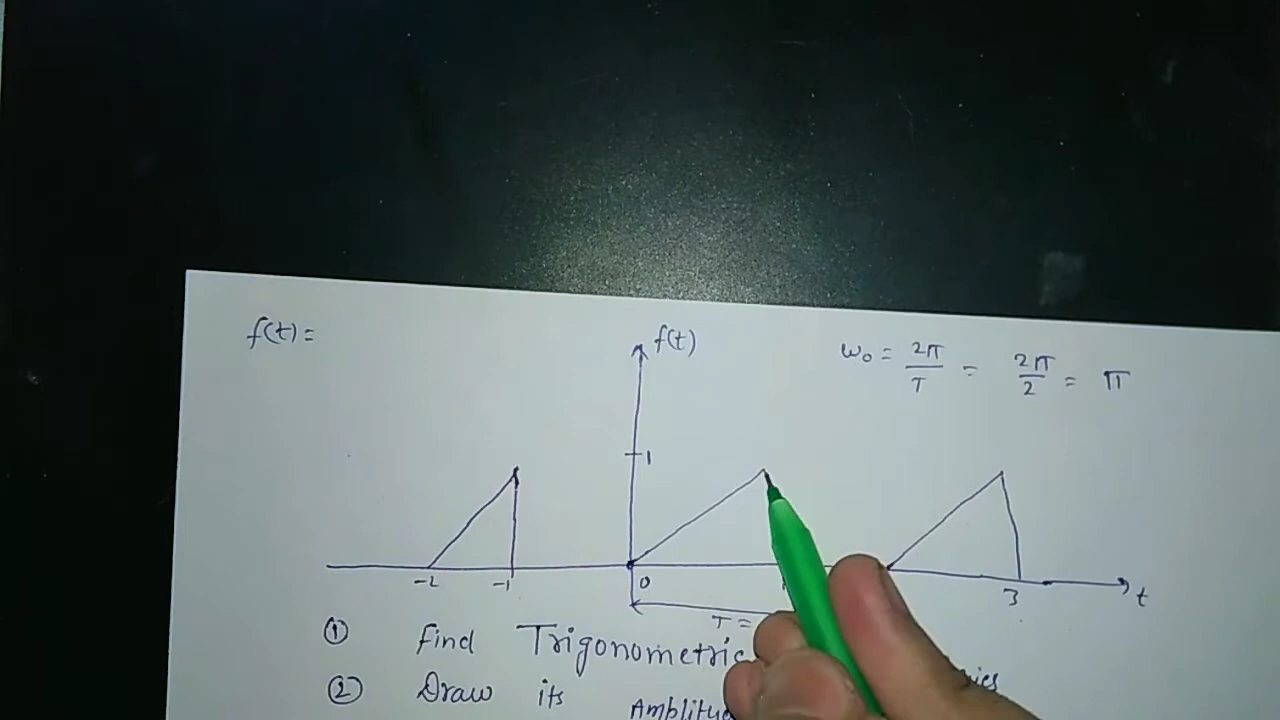 f(t)=
f(t)
ω₀ = 2π/T = 2π/2 = π
1
-2 -1 0 3 t
T =
① find Trigonometric
② Draw its